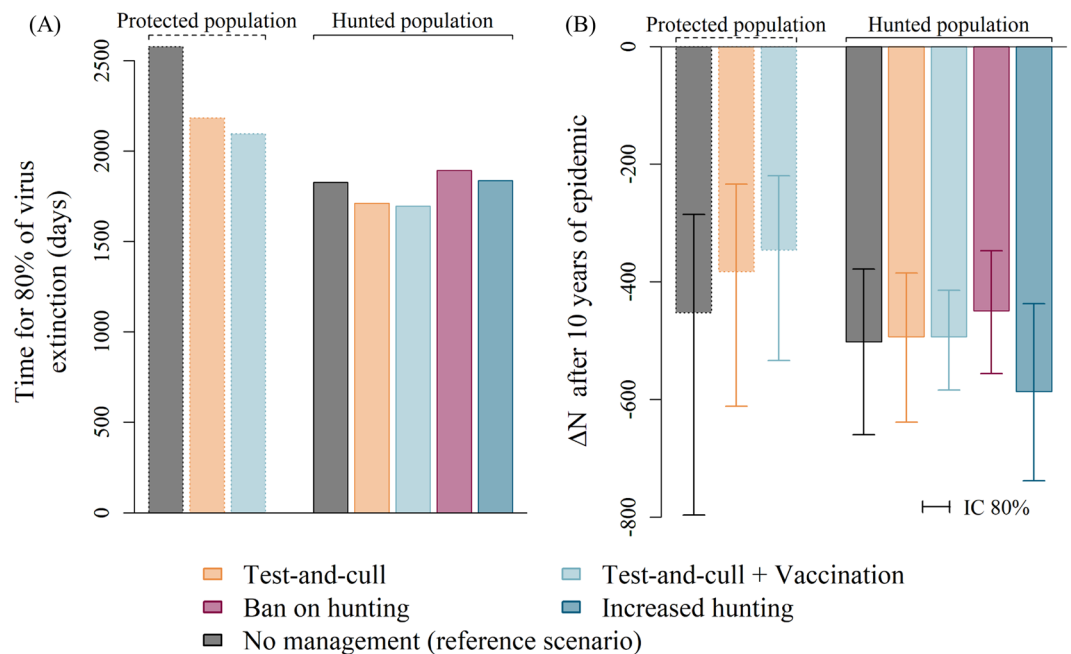 (A)
Protected population
Hunted population
Time for 80% of virus
extinction (days)
2500
2000
1500
1000
500
0
(B)
Protected population
Hunted population
ΔN after 10 years of epidemic
0
-200
-400
-600
-800
IC 80%
Test-and-cull
Test-and-cull + Vaccination
Ban on hunting
Increased hunting
No management (reference scenario)